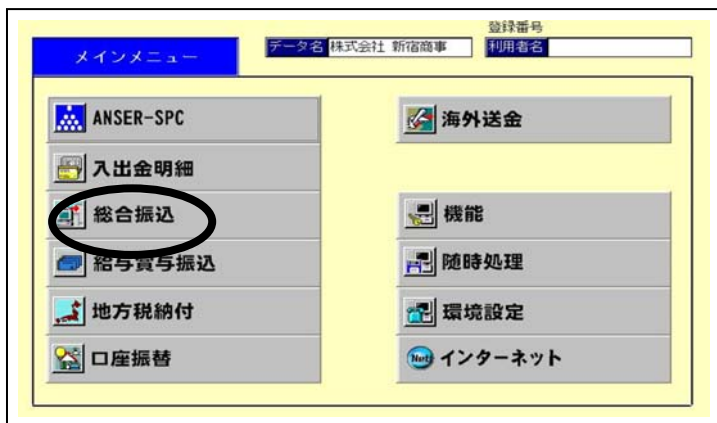 登録番号
メインメニュー
データ名 株式会社 新宿商事 利用者名
ANSER-SPC
海外送金
入出金明細
総合振込
機能
給与賞与振込
随時処理
地方税納付
環境設定
口座振替
Net インターネット